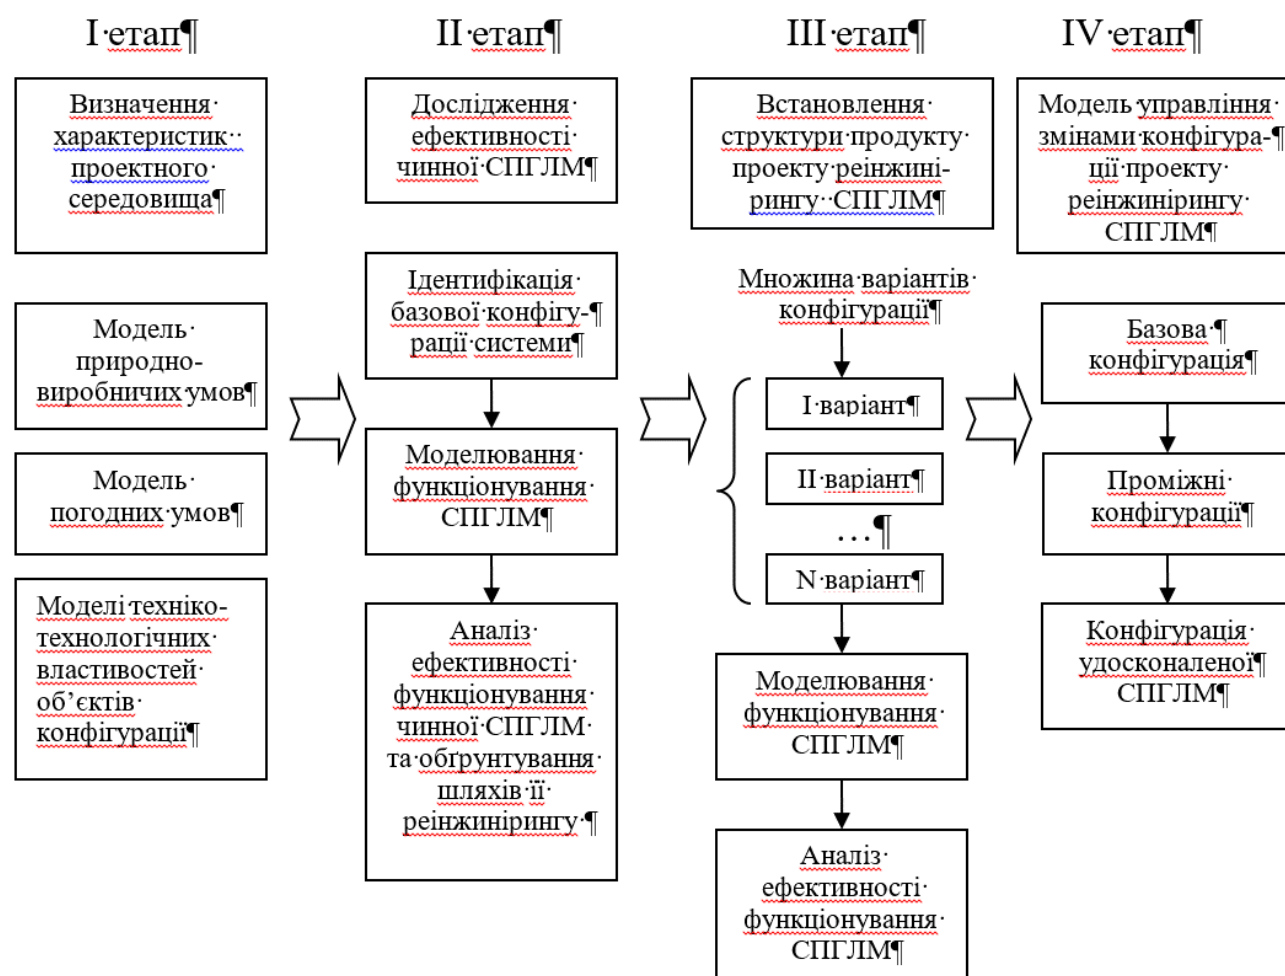 І етап
Визначення
характеристик
проектного
середовища
Модель
природно-
виробничих умов
Модель
погодних умов
Моделі техніко-
технологічних
властивостей
об’єктів
конфігурації
ІІ етап
Дослідження
ефективності
чинної СПГЛМ
Ідентифікація
базової конфігу-
рації системи
Моделювання
функціонування
СПГЛМ
Аналіз
ефективності
функціонування
чинної СПГЛМ
та обґрунтування
шляхів її
реінжинірингу
ІІІ етап
Встановлення
структури продукту
проекту реінжині-
рингу СПГЛМ
Множина варіантів
конфігурації
І варіант
ІІ варіант
…
N варіант
Моделювання
функціонування
СПГЛМ
Аналіз
ефективності
функціонування
СПГЛМ
IV етап
Модель управління
змінами конфігура-
ції проекту
реінжинірингу
СПГЛМ
Базова
конфігурація
Проміжні
конфігурації
Конфігурація
удосконаленої
СПГЛМ